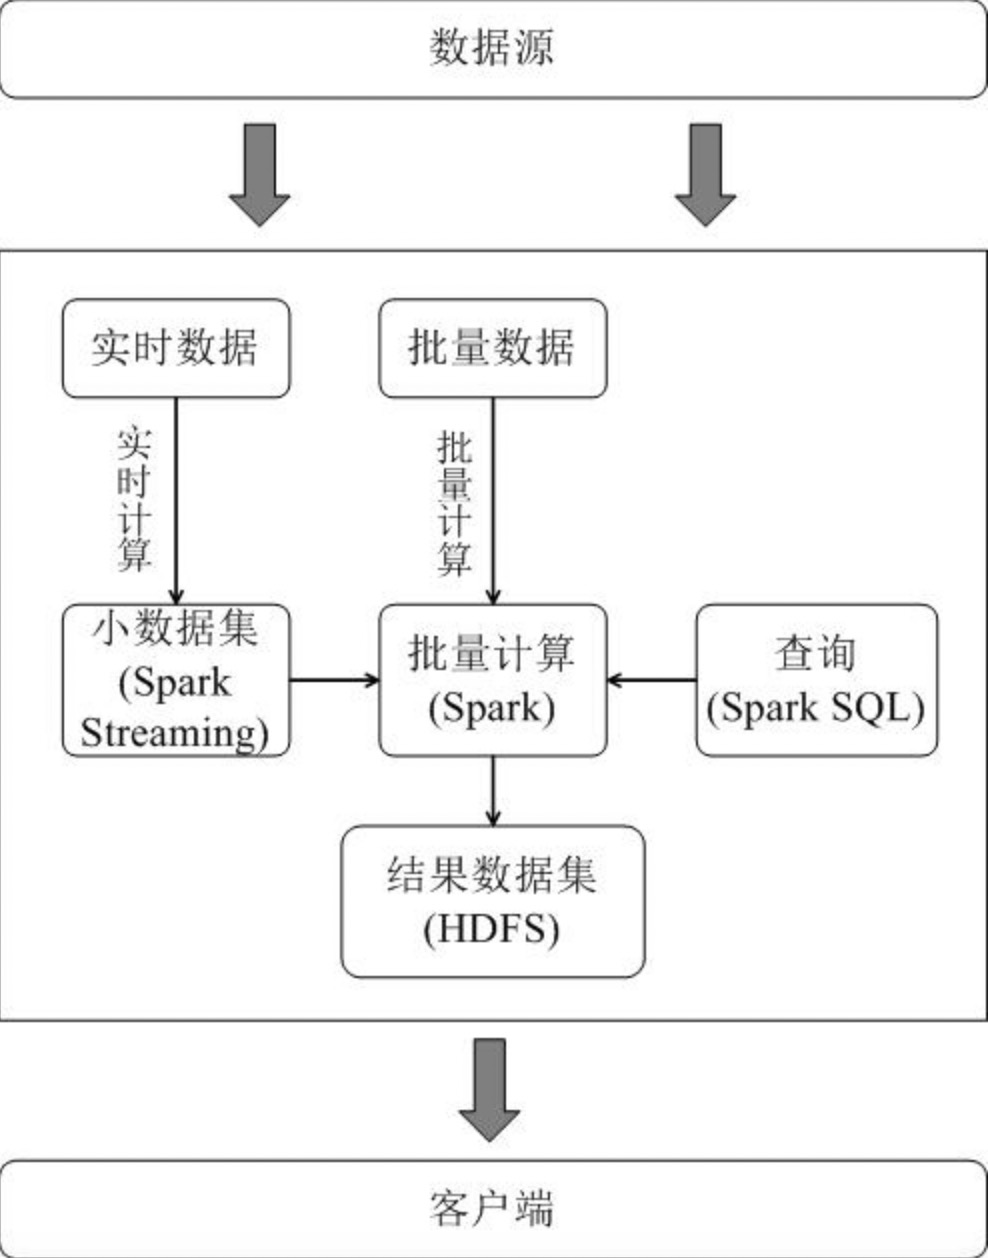 数据源
实时数据
批量数据
实时计算
批量计算
小数据集
(Spark
Streaming)
批量计算
(Spark)
查询
(Spark SQL)
结果数据集
(HDFS)
客户端